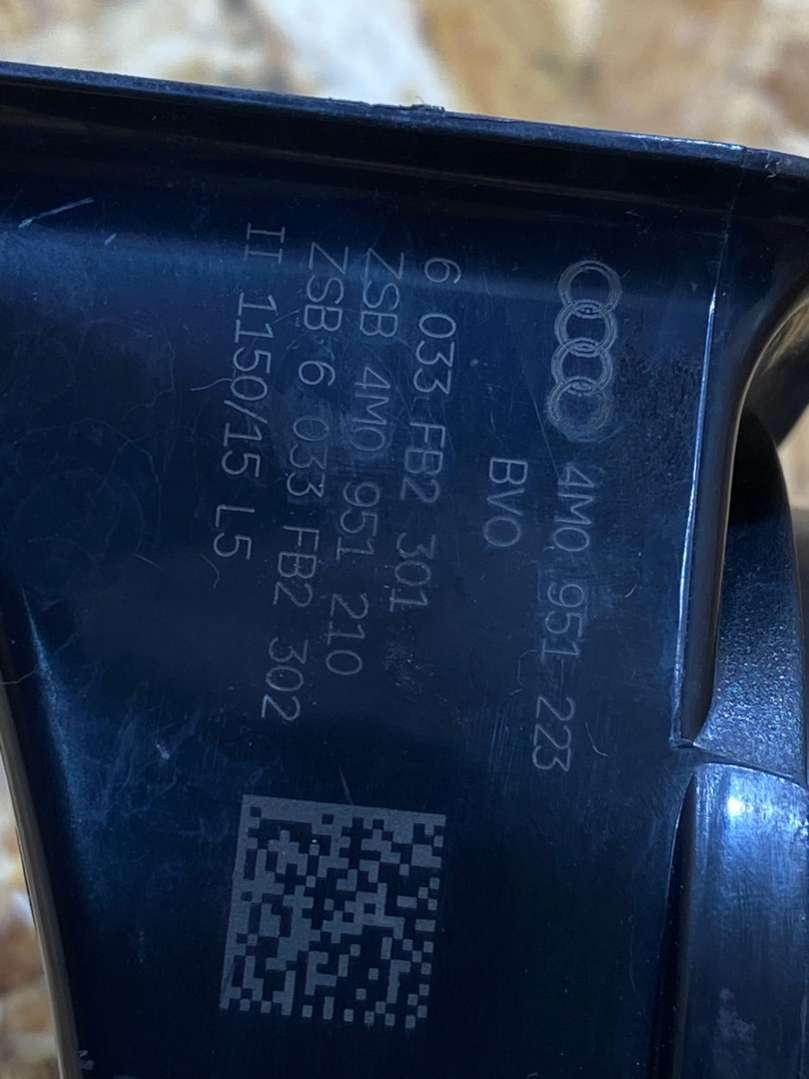 4M0 951 223
BVO
6 033 FB2 301
ZSB 4M0 951 210
ZSB 6 033 FB2 302
II 1150/15 L5